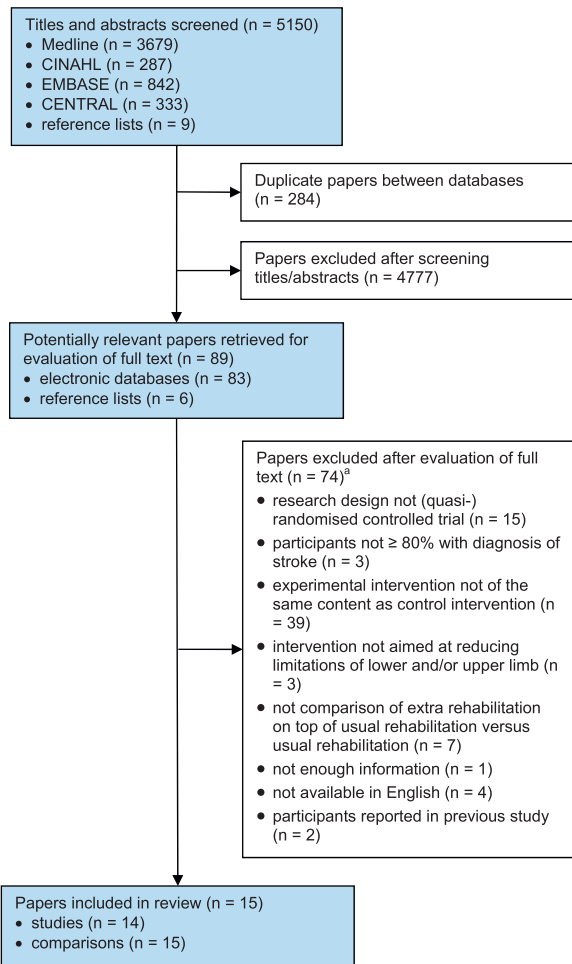 Titles and abstracts screened (n = 5150)
• Medline (n = 3679)
• CINAHL (n = 287)
• EMBASE (n = 842)
• CENTRAL (n = 333)
• reference lists (n = 9)
Duplicate papers between databases
(n = 284)
Papers excluded after screening
titles/abstracts (n = 4777)
Potentially relevant papers retrieved for
evaluation of full text (n = 89)
• electronic databases (n = 83)
• reference lists (n = 6)
Papers excluded after evaluation of full
text (n = 74)ᵃ
• research design not (quasi-)
randomised controlled trial (n = 15)
• participants not ≥ 80% with diagnosis of
stroke (n = 3)
• experimental intervention not of the
same content as control intervention (n
= 39)
• intervention not aimed at reducing
limitations of lower and/or upper limb (n
= 3)
• not comparison of extra rehabilitation
on top of usual rehabilitation versus
usual rehabilitation (n = 7)
• not enough information (n = 1)
• not available in English (n = 4)
• participants reported in previous study
(n = 2)
Papers included in review (n = 15)
• studies (n = 14)
• comparisons (n = 15)